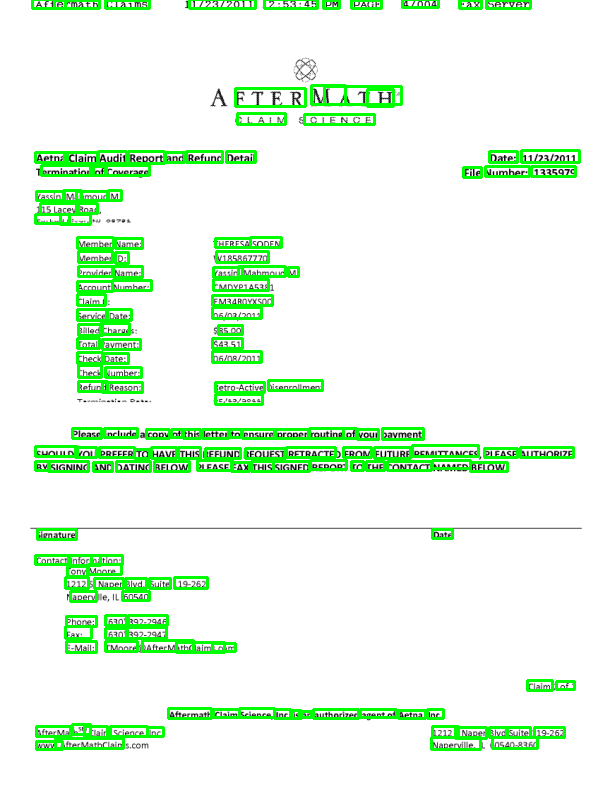 Aftermath Claims 11/23/2011 12:53:45 PM PAGE 4/004 Fax Server
AFTERMATH
CLAIM SCIENCE
Aetna Claim Audit Report and Refund Detail Date: 11/23/2011
Termination of Coverage File Number: 1335979
Yassin Mahmoud M
115 Lacey Road,
Member Name: THERESA SODEN
Member ID: W185867770
Provider Name: Yassin Mahmoud M
Account Number: CMDYP1A5381
Claim #: EM34R0YXS00
Service Date: 06/03/2011
Billed Charges: $85.00
Total Payment: $43.51
Check Date: 06/08/2011
Check Number:
Refund Reason: Retro-Active Disenrollment
Termination Date:
Please include a copy of this letter to ensure proper routing of your payment
SHOULD YOU PREFER TO HAVE THIS REFUND REQUEST RETRACTED FROM FUTURE REMITTANCES, PLEASE AUTHORIZE
BY SIGNING AND DATING BELOW. PLEASE FAX THIS SIGNED REPORT TO THE CONTACT NAMED BELOW.
Signature Date
Contact Information:
Tony Moore
1212 S. Naper Blvd. Suite 119-262
Naperville, IL 60540
Phone: (630)392-2946
Fax: (630)392-2947
E-Mail: TMoore@AfterMathClaims.com
Claim 1 of 1
Aftermath Claim Science, Inc. is an authorized agent of Aetna, Inc.
AfterMath SM Claim Science, Inc. 1212 S. Naper Blvd Suite 119-262
www.AfterMathClaims.com Naperville, IL 60540-8360